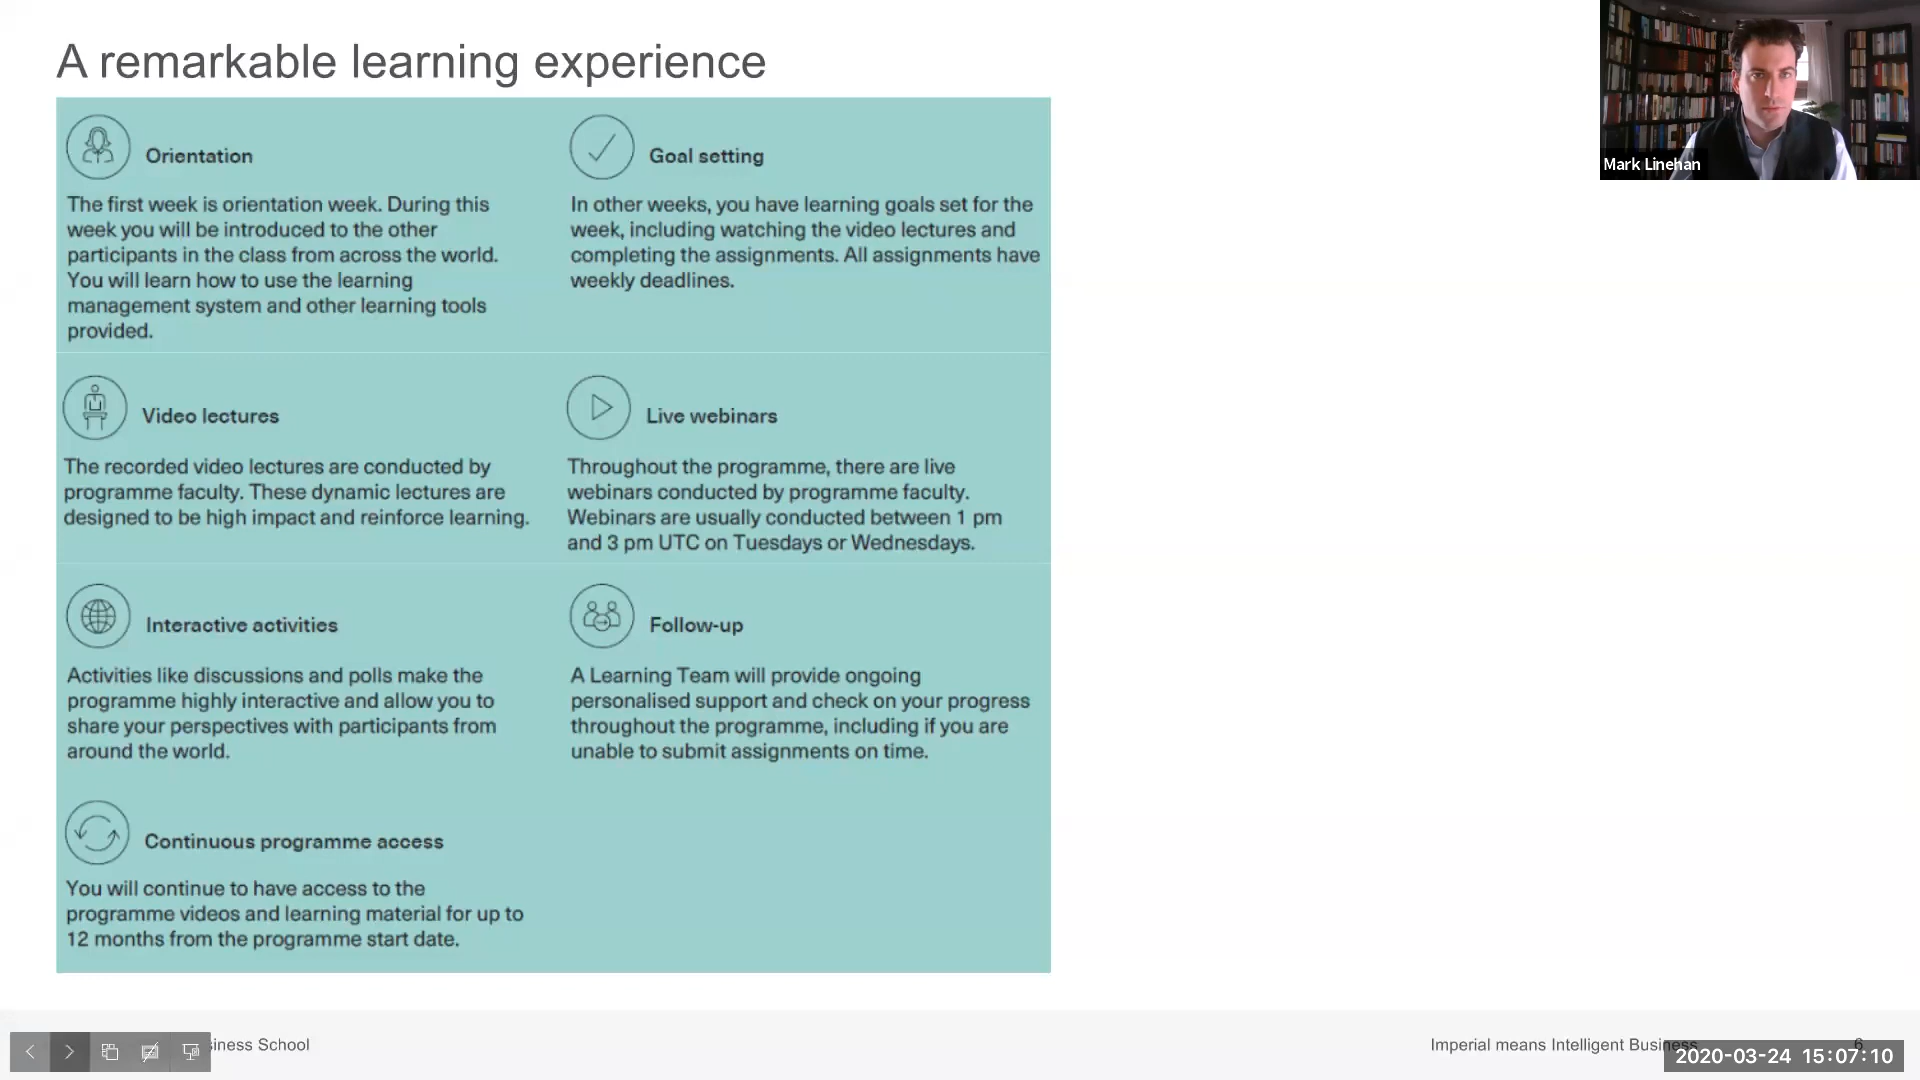 A remarkable learning experience
Mark Linehan
Orientation
The first week is orientation week. During this
week you will be introduced to the other
participants in the class from across the world.
You will learn how to use the learning
management system and other learning tools
provided.
Goal setting
In other weeks, you have learning goals set for the
week, including watching the video lectures and
completing the assignments. All assignments have
weekly deadlines.
Video lectures
The recorded video lectures are conducted by
programme faculty. These dynamic lectures are
designed to be high impact and reinforce learning.
Live webinars
Throughout the programme, there are live
webinars conducted by programme faculty.
Webinars are usually conducted between 1 pm
and 3 pm UTC on Tuesdays or Wednesdays.
Interactive activities
Activities like discussions and polls make the
programme highly interactive and allow you to
share your perspectives with participants from
around the world.
Follow-up
A Learning Team will provide ongoing
personalised support and check on your progress
throughout the programme, including if you are
unable to submit assignments on time.
Continuous programme access
You will continue to have access to the
programme videos and learning material for up to
12 months from the programme start date.
siness School
Imperial means Intelligent Business
6
2020-03-24 15:07:10